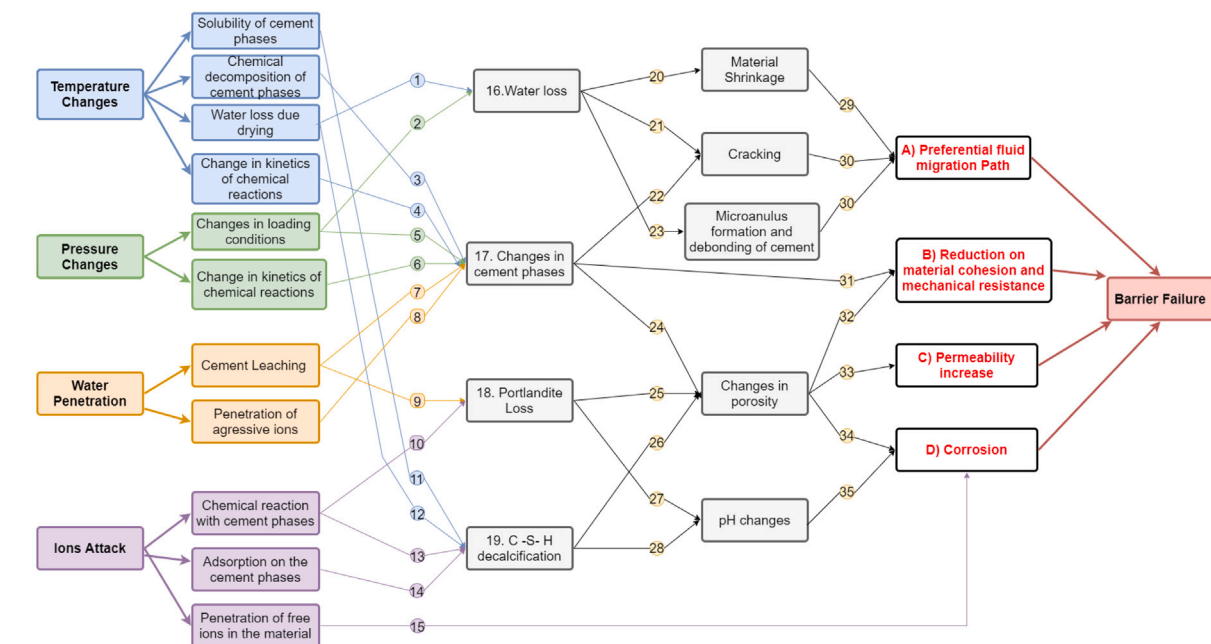 Temperature
Changes
Pressure
Changes
Water
Penetration
Ions Attack
Solubility of cement
phases
Chemical
decomposition of
cement phases
Water loss due
drying
Change in kinetics
of chemical
reactions
Changes in loading
conditions
Change in kinetics of
chemical reactions
Cement Leaching
Penetration of
agressive ions
Chemical reaction
with cement phases
Adsorption on the
cement phases
Penetration of free
ions in the material
1
2
3
4
5
6
7
8
9
10
11
12
13
14
15
16.Water loss
17. Changes in
cement phases
18. Portlandite
Loss
19. C -S- H
decalcification
20
21
22
23
24
25
26
27
28
Material
Shrinkage
Cracking
Microanulus
formation and
debonding of cement
Changes in
porosity
pH changes
29
30
30
31
32
33
34
35
A) Preferential fluid
migration Path
B) Reduction on
material cohesion and
mechanical resistance
C) Permeability
increase
D) Corrosion
Barrier Failure